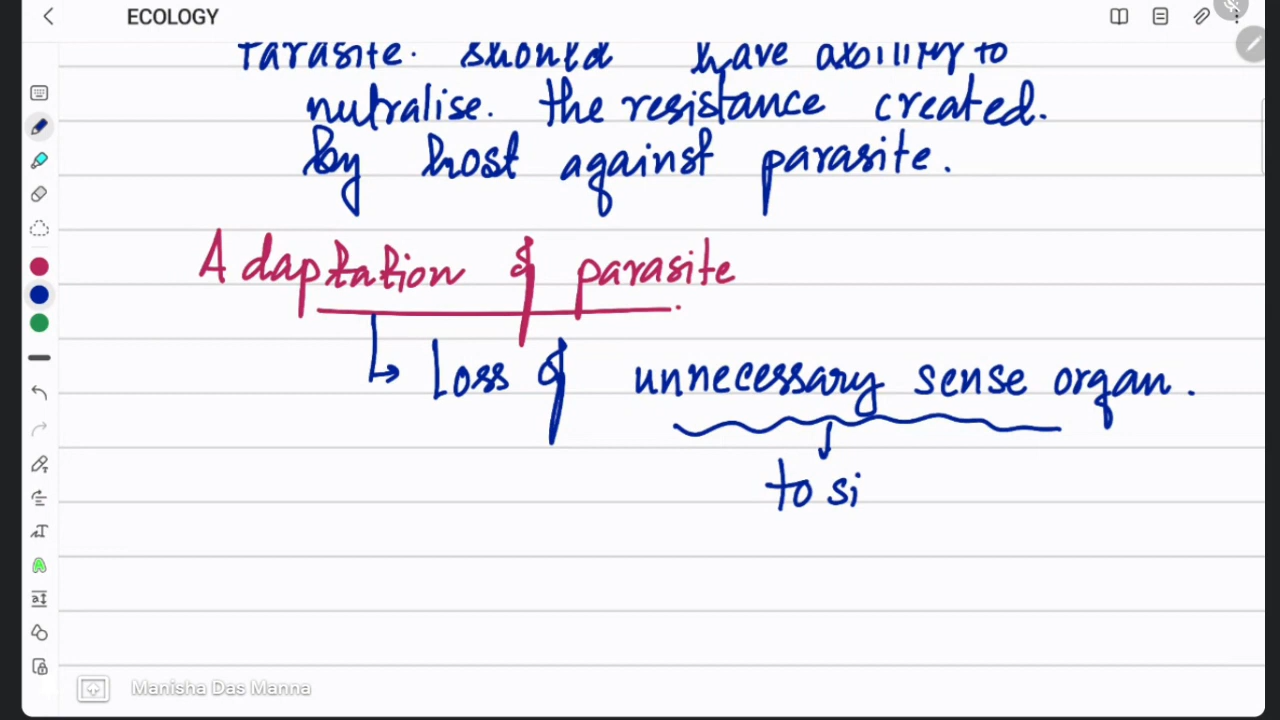 ECOLOGY
Parasite. should have ability to
nutralise. the resistance created.
By host against parasite.
Adaptation of parasite
Loss of unnecessary sense organ.
to si
Manisha Das Manna